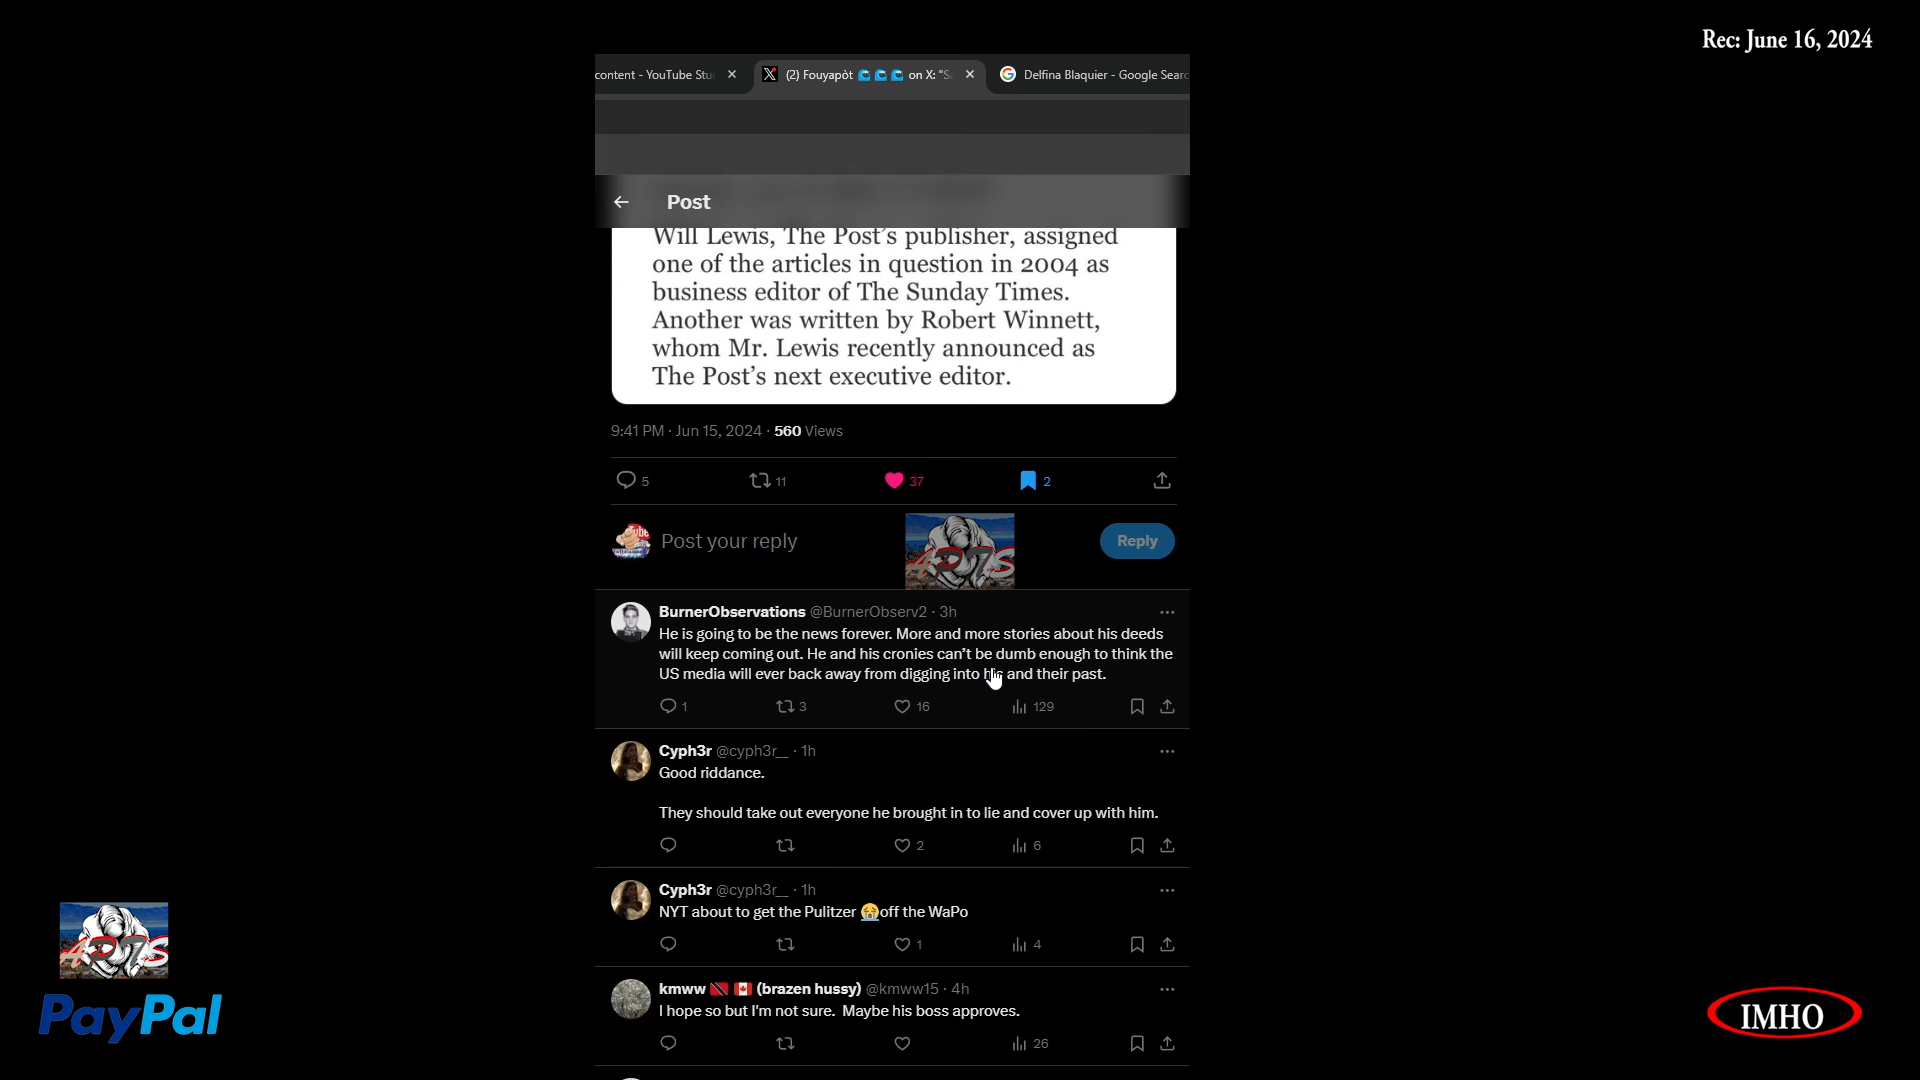 Rec: June 16, 2024
content - YouTube Stu
(2) Fouyapòt 🌊🌊🌊 on X: "S
Delfina Blaquier - Google Searc
Post
Will Lewis, The Post's publisher, assigned
one of the articles in question in 2004 as
business editor of The Sunday Times.
Another was written by Robert Winnett,
whom Mr. Lewis recently announced as
The Post's next executive editor.
9:41 PM · Jun 15, 2024 · 560 Views
5 11 37 2
Post your reply
Reply
BurnerObservations @BurnerObserv2 · 3h
He is going to be the news forever. More and more stories about his deeds
will keep coming out. He and his cronies can't be dumb enough to think the
US media will ever back away from digging into his and their past.
1 3 16 129
Cyph3r @cyph3r__ · 1h
Good riddance.
They should take out everyone he brought in to lie and cover up with him.
2 6
Cyph3r @cyph3r__ · 1h
NYT about to get the Pulitzer 😭off the WaPo
1 4
kmww 🇹🇹 🇨🇦 (brazen hussy) @kmww15 · 4h
I hope so but I'm not sure. Maybe his boss approves.
26
PayPal
IMHO